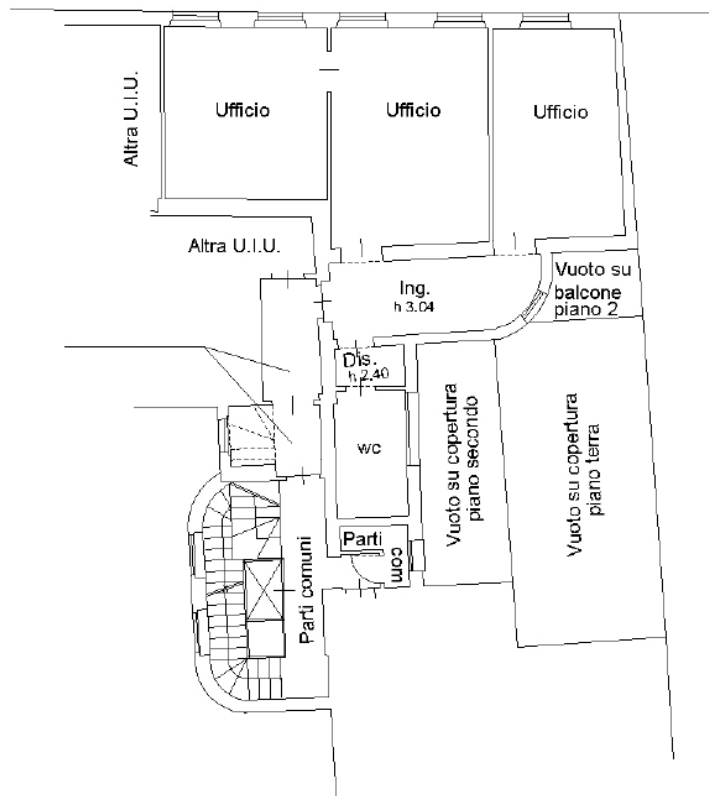 Altra U.I.U.
Ufficio
Ufficio
Ufficio
Altra U.I.U.
Ing.
h 3.04
Vuoto su
balcone
piano 2
Dis.
h 2.40
wc
Vuoto su copertura
piano secondo
Vuoto su copertura
piano terra
Parti
com
Parti comuni